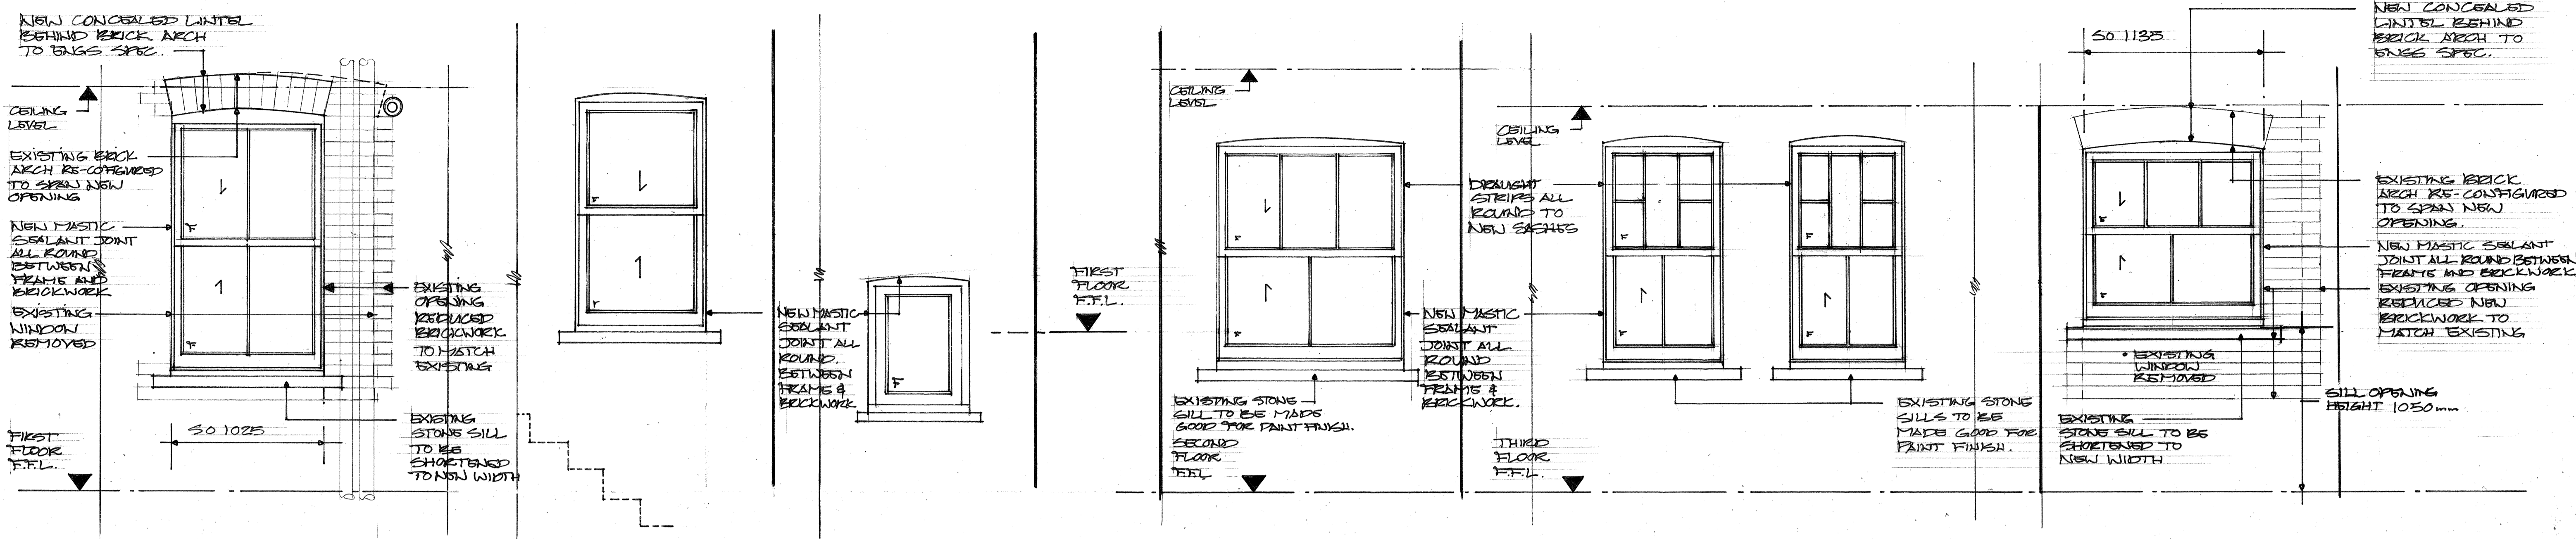 NEW CONCEALED LINTEL
BEHIND BRICK ARCH
TO ENGS SPEC.
CEILING
LEVEL
EXISTING BRICK
ARCH RE-COFIGURED
TO SPAN NEW
OPENING
NEW MASTIC
SEALANT JOINT
ALL ROUND
BETWEEN
FRAME AND
BRICKWORK
EXISTING
WINDOW
REMOVED
FIRST
FLOOR
F.F.L.
SO 1025
EXISTING
OPENING
REDUCED
BRICKWORK
TO MATCH
EXISTING
EXISTING
STONE SILL
TO BE
SHORTENED
TO NEW WIDTH
F
F
F
F
NEW MASTIC
SEALANT
JOINT ALL
ROUND.
BETWEEN
FRAME &
BRICKWORK
F
FIRST
FLOOR
F.F.L.
CEILING
LEVEL
F
F
EXISTING STONE
SILL TO BE MADE
GOOD FOR PAINT FINISH.
SECOND
FLOOR
F.F.L
CEILING
LEVEL
DRAUGHT
STRIPS ALL
ROUND TO
NEW SASHES
NEW MASTIC
SEALANT
JOINT ALL
ROUND
BETWEEN
FRAME &
BRICKWORK.
THIRD
FLOOR
F.F.L.
F
F
F
F
EXISTING STONE
SILLS TO BE
MADE GOOD FOR
PAINT FINISH.
SO 1135
NEW CONCEALED
LINTEL BEHIND
BRICK ARCH TO
ENGS SPEC.
F
F
EXISTING BRICK
ARCH RE-CONFIGURED
TO SPAN NEW
OPENING.
NEW MASTIC SEALANT
JOINT ALL ROUND BETWEEN
FRAME AND BRICKWORK
EXISTING OPENING
REDUCED NEW
BRICKWORK TO
MATCH EXISTING
• EXISTING
WINDOW
REMOVED
SILL OPENING
HEIGHT 1050mm
EXISTING
STONE SILL TO BE
SHORTENED TO
NEW WIDTH